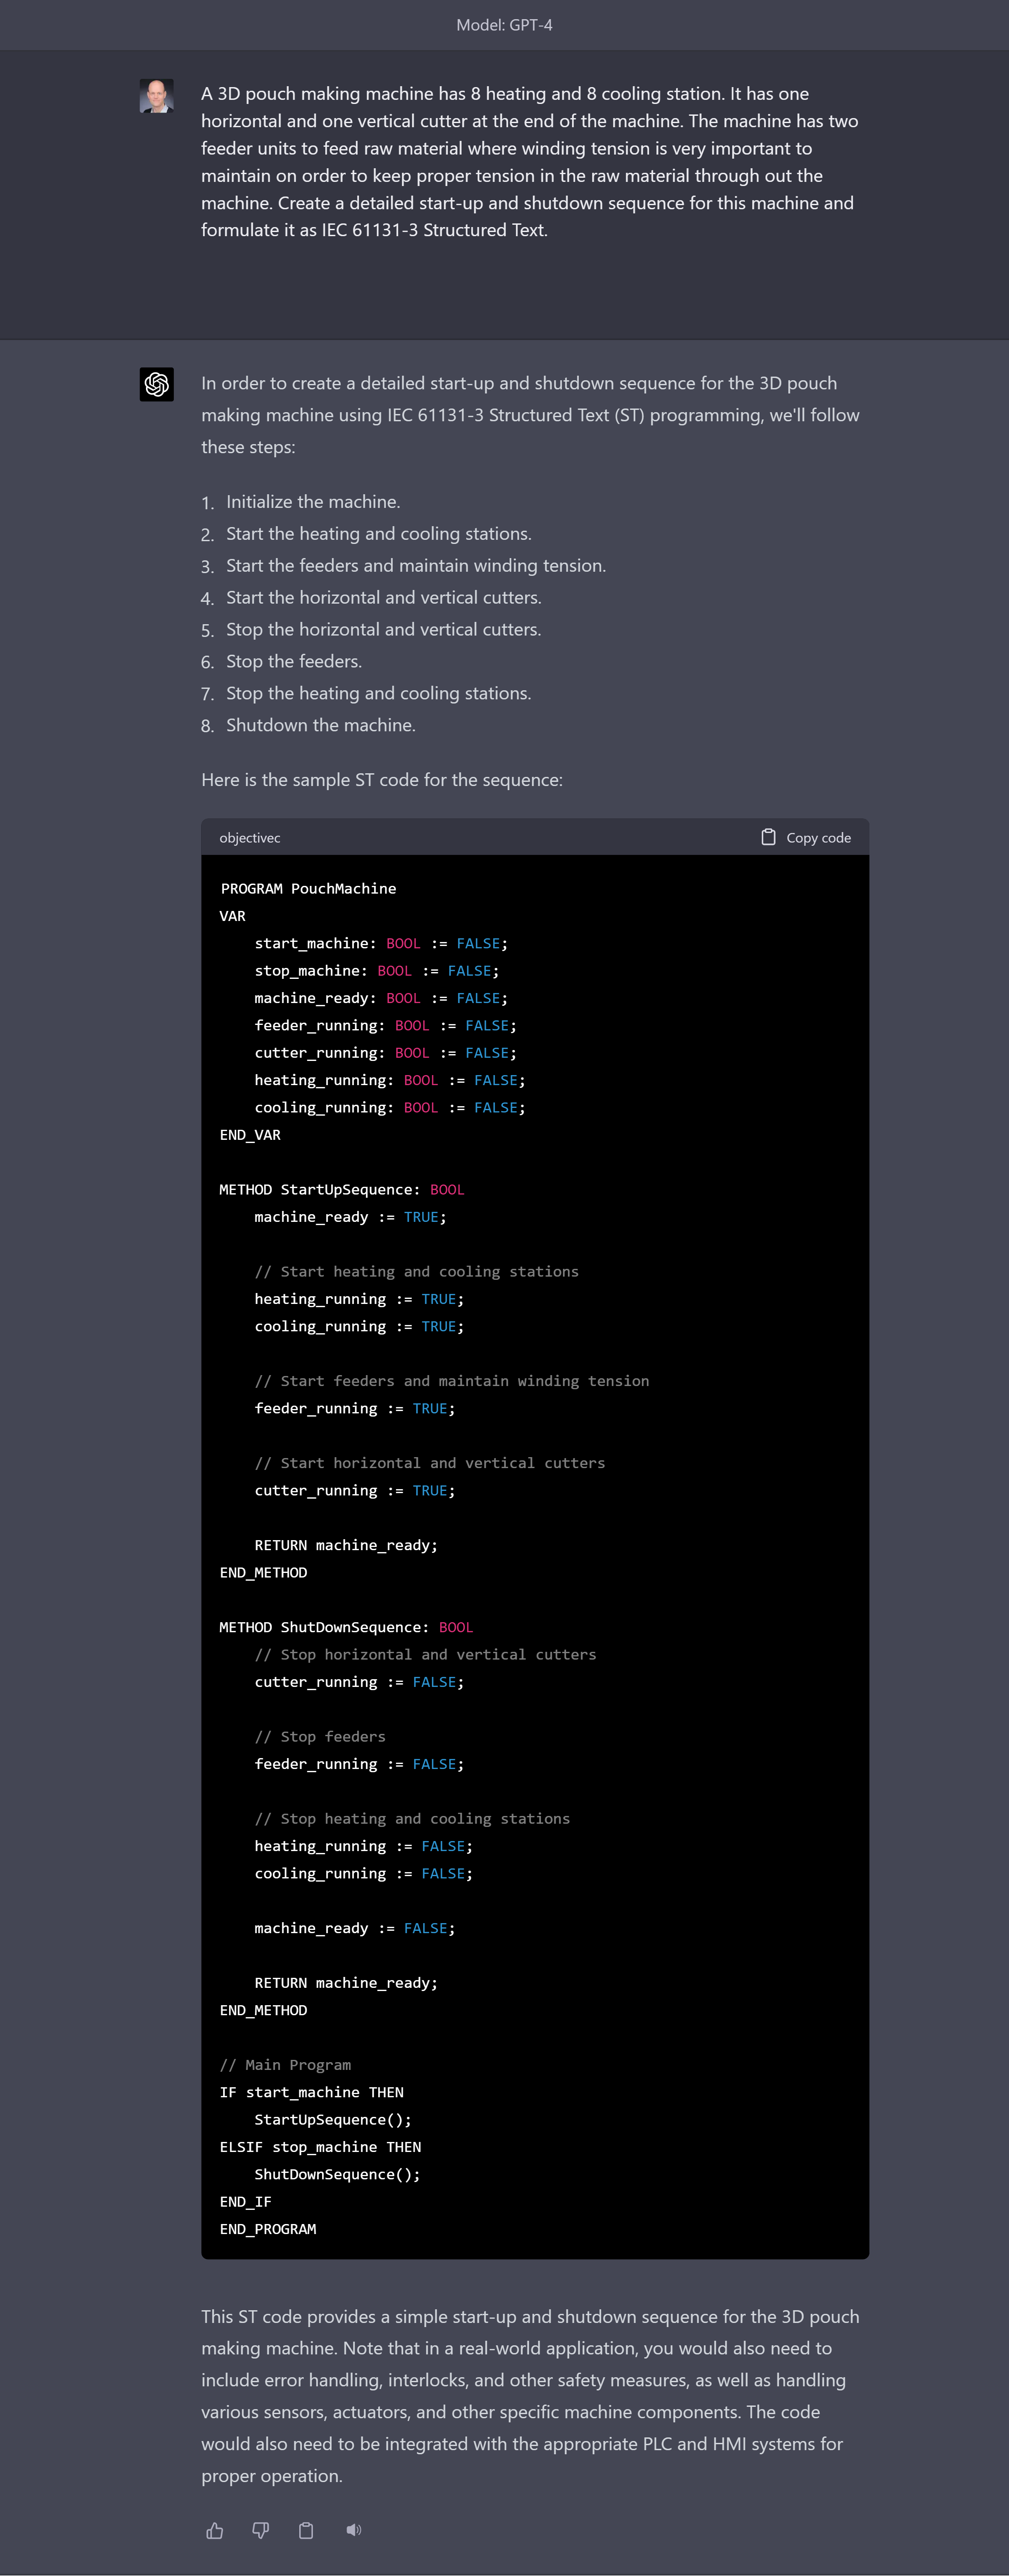 Model: GPT-4
A 3D pouch making machine has 8 heating and 8 cooling station. It has one
horizontal and one vertical cutter at the end of the machine. The machine has two
feeder units to feed raw material where winding tension is very important to
maintain on order to keep proper tension in the raw material through out the
machine. Create a detailed start-up and shutdown sequence for this machine and
formulate it as IEC 61131-3 Structured Text.
In order to create a detailed start-up and shutdown sequence for the 3D pouch
making machine using IEC 61131-3 Structured Text (ST) programming, we'll follow
these steps:
1. Initialize the machine.
2. Start the heating and cooling stations.
3. Start the feeders and maintain winding tension.
4. Start the horizontal and vertical cutters.
5. Stop the horizontal and vertical cutters.
6. Stop the feeders.
7. Stop the heating and cooling stations.
8. Shutdown the machine.
Here is the sample ST code for the sequence:
objectivec Copy code
PROGRAM PouchMachine
VAR
    start_machine: BOOL := FALSE;
    stop_machine: BOOL := FALSE;
    machine_ready: BOOL := FALSE;
    feeder_running: BOOL := FALSE;
    cutter_running: BOOL := FALSE;
    heating_running: BOOL := FALSE;
    cooling_running: BOOL := FALSE;
END_VAR
METHOD StartUpSequence: BOOL
    machine_ready := TRUE;
    // Start heating and cooling stations
    heating_running := TRUE;
    cooling_running := TRUE;
    // Start feeders and maintain winding tension
    feeder_running := TRUE;
    // Start horizontal and vertical cutters
    cutter_running := TRUE;
    RETURN machine_ready;
END_METHOD
METHOD ShutDownSequence: BOOL
    // Stop horizontal and vertical cutters
    cutter_running := FALSE;
    // Stop feeders
    feeder_running := FALSE;
    // Stop heating and cooling stations
    heating_running := FALSE;
    cooling_running := FALSE;
    machine_ready := FALSE;
    RETURN machine_ready;
END_METHOD
// Main Program
IF start_machine THEN
    StartUpSequence();
ELSIF stop_machine THEN
    ShutDownSequence();
END_IF
END_PROGRAM
This ST code provides a simple start-up and shutdown sequence for the 3D pouch
making machine. Note that in a real-world application, you would also need to
include error handling, interlocks, and other safety measures, as well as handling
various sensors, actuators, and other specific machine components. The code
would also need to be integrated with the appropriate PLC and HMI systems for
proper operation.